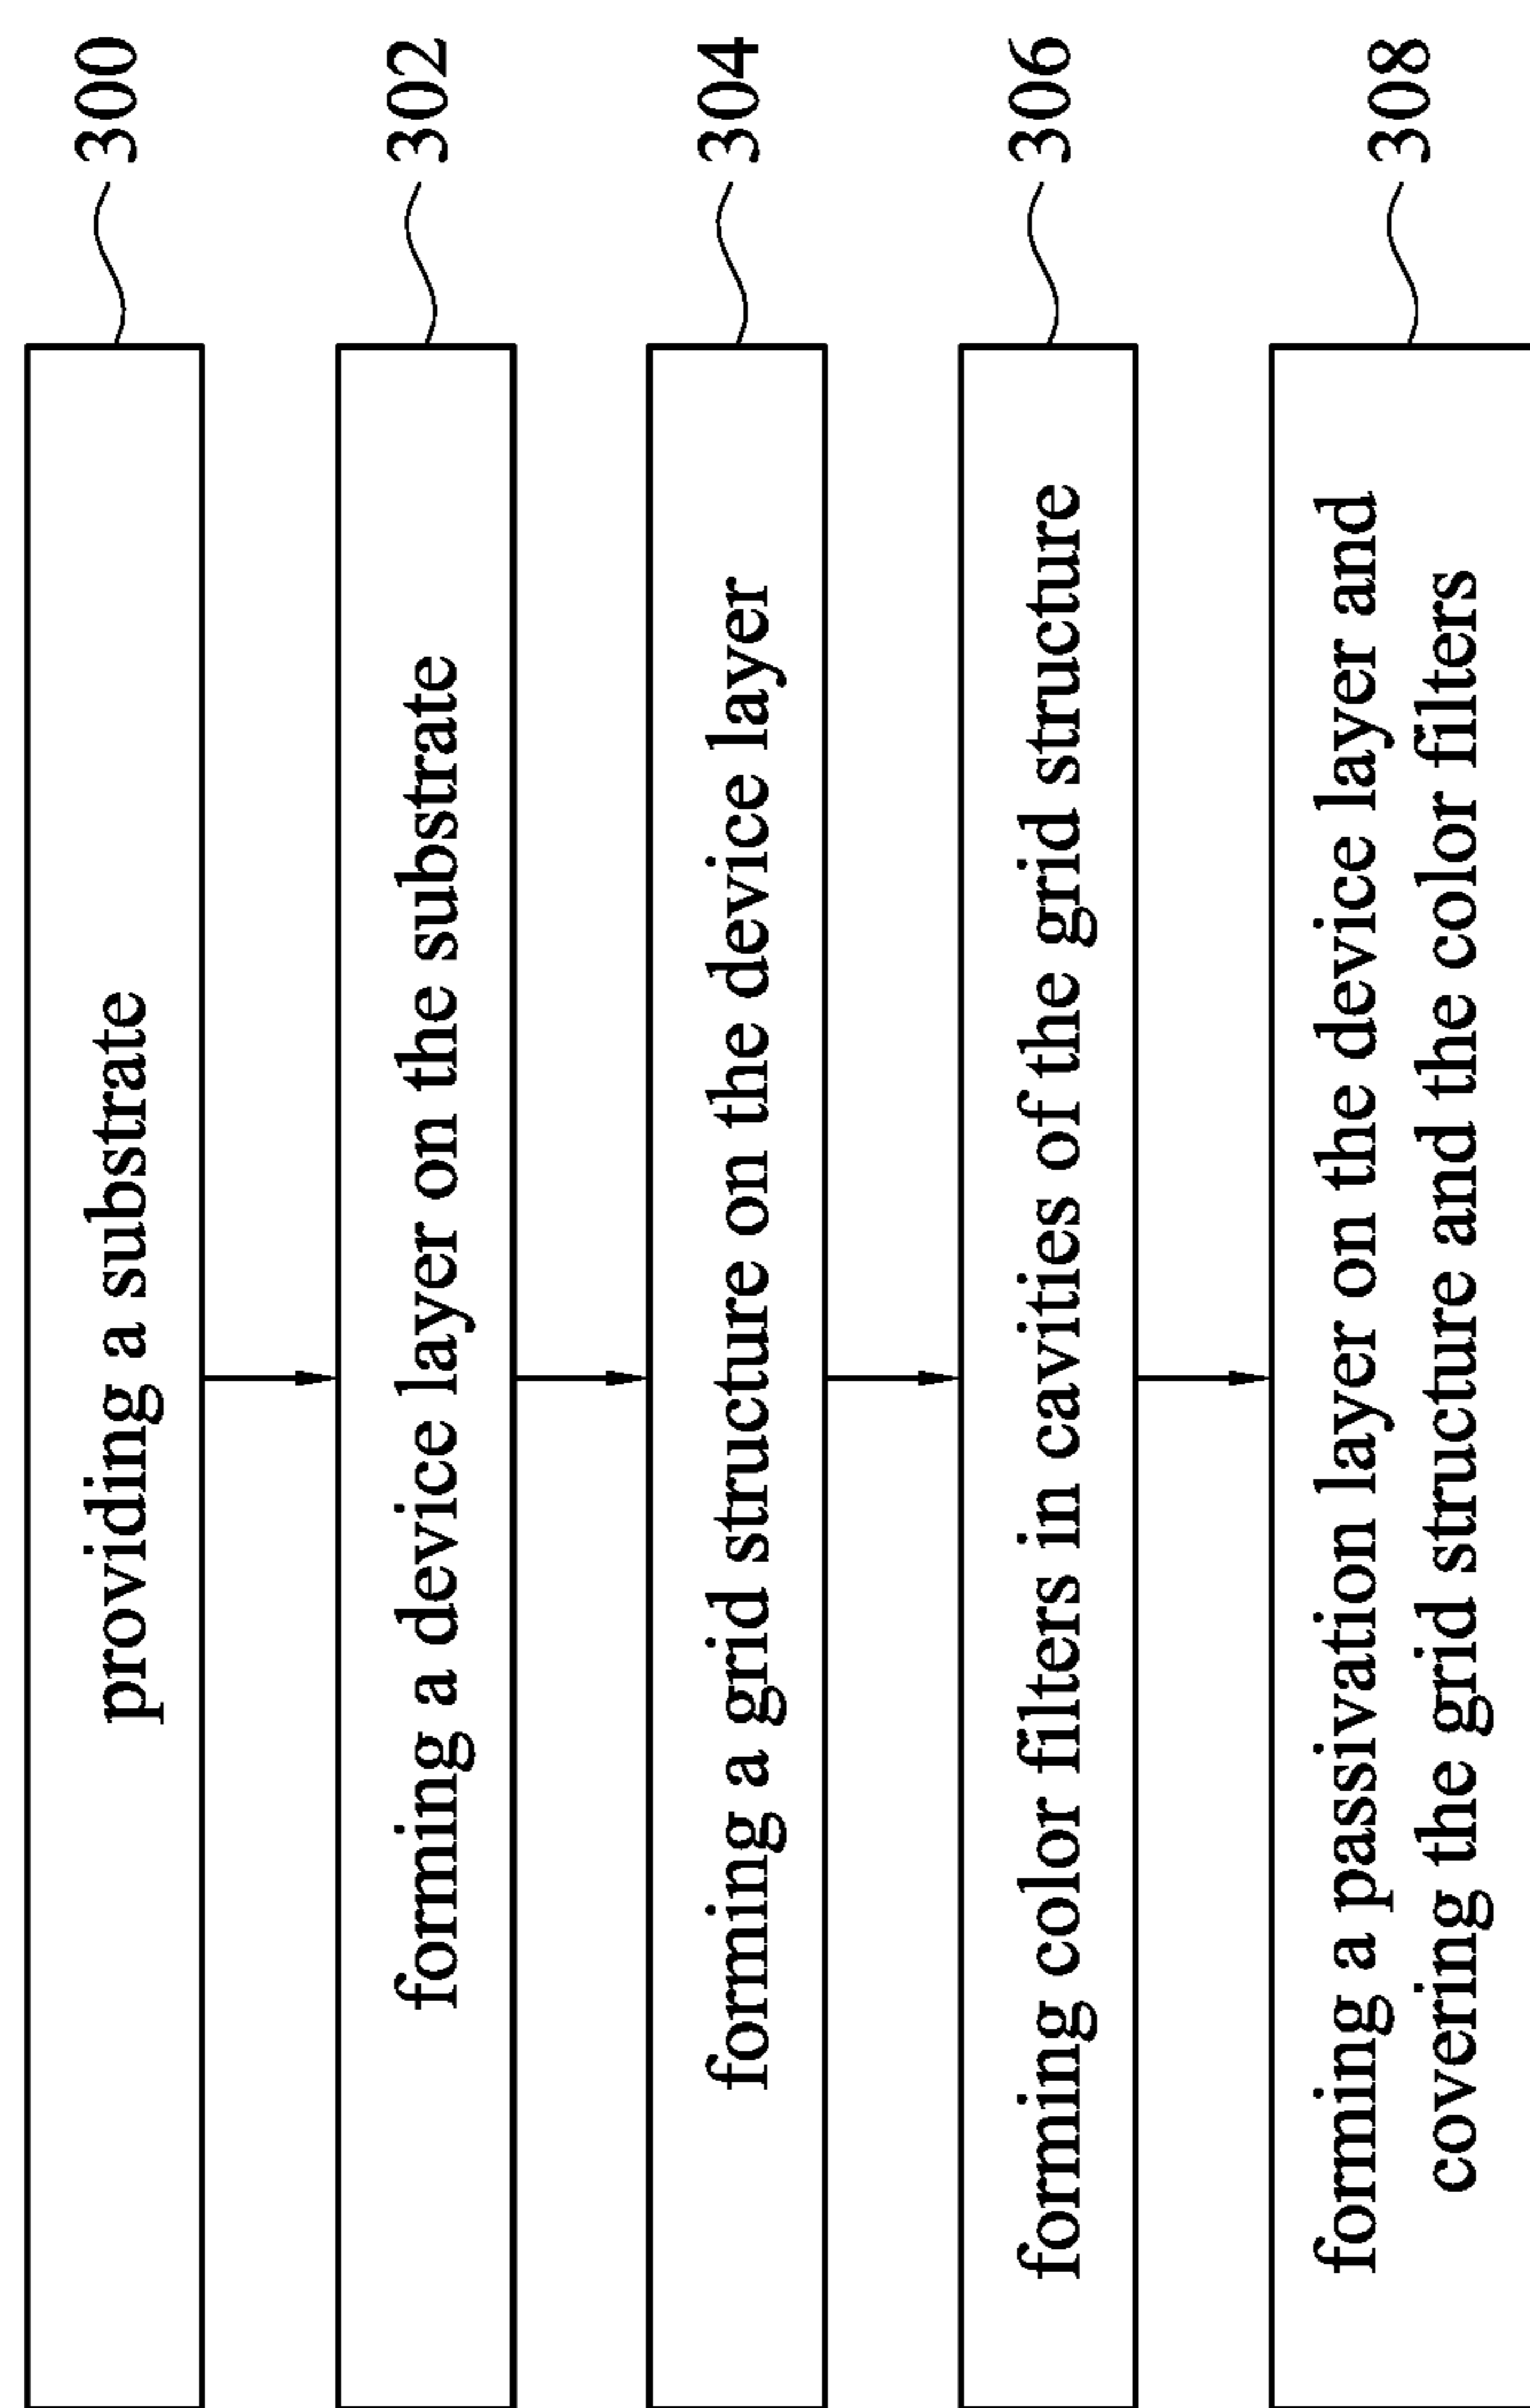 providing a substrate
300
forming a device layer on the substrate
302
forming a grid structure on the device layer
304
forming color filters in cavities of the grid structure
306
forming a passivation layer on the device layer and
covering the grid structure and the color filters
308